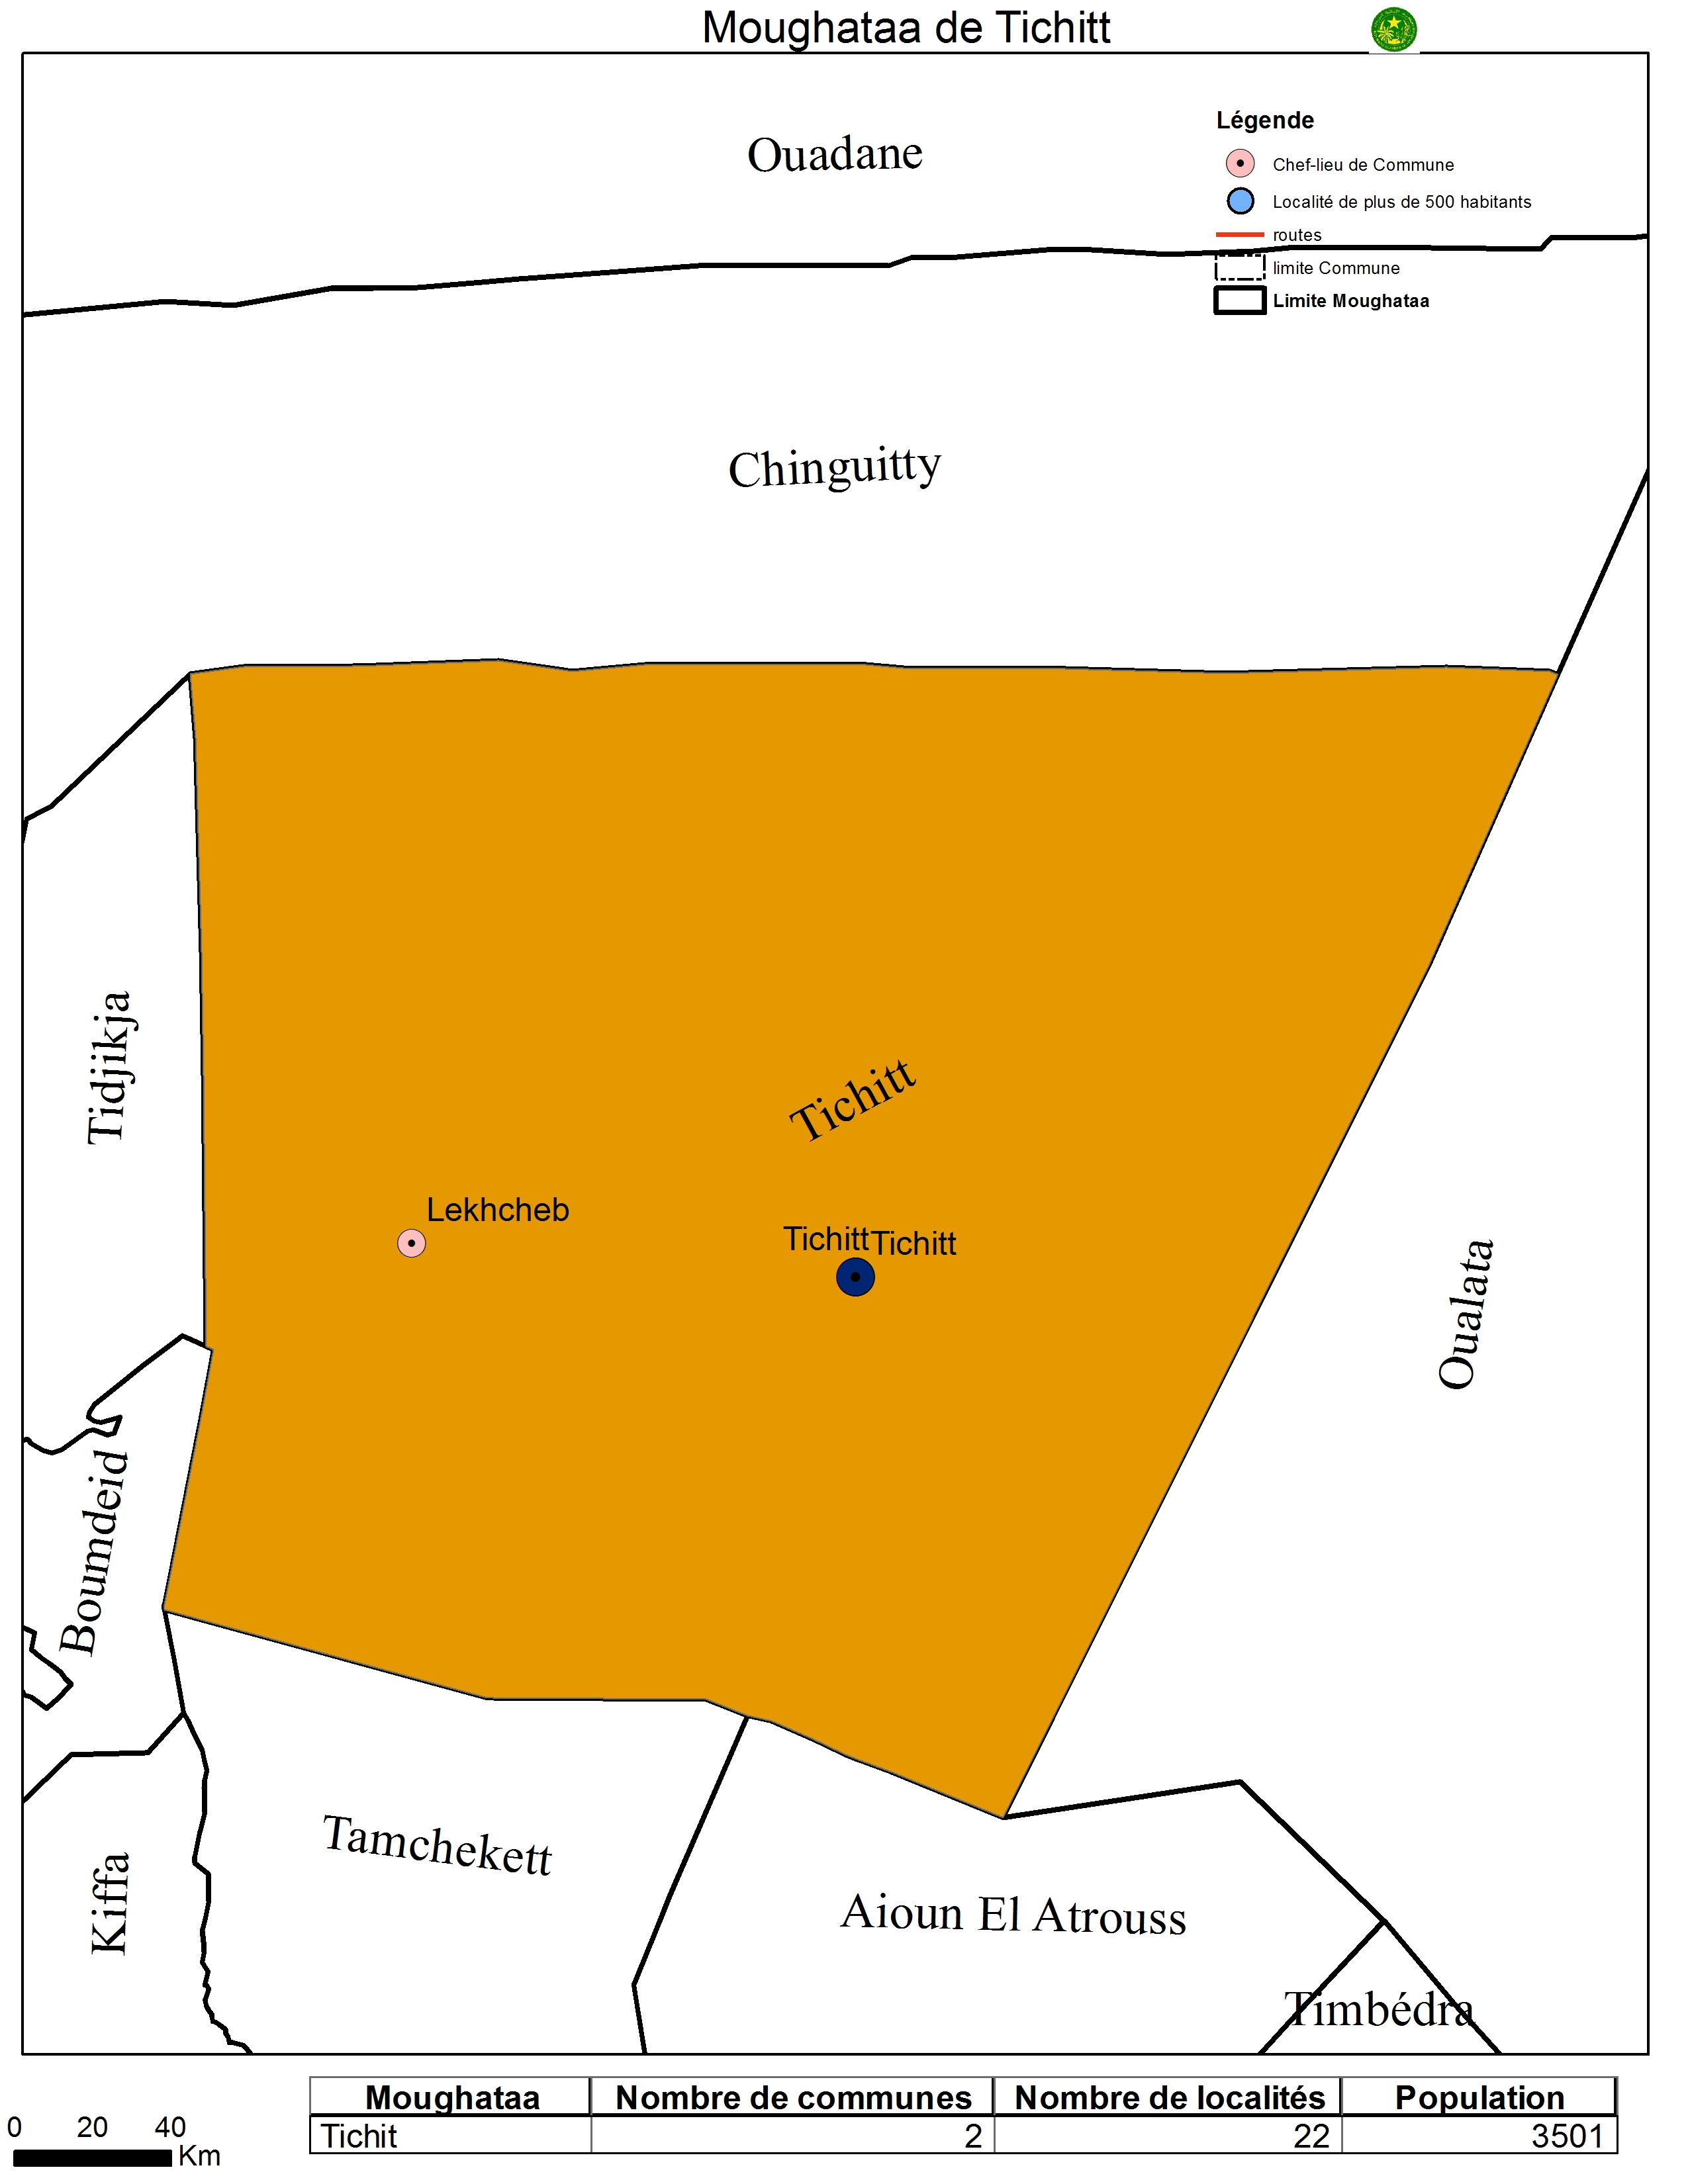 Moughataa de Tichitt
Ouadane
Légende
Chef-lieu de Commune
Localité de plus de 500 habitants
routes
limite Commune
Limite Moughataa
Chinguitty
Tidjikja
Tichitt
Lekhcheb
Tichitt Tichitt
Oualata
Boumdeid
Tamchekett
Kiffa
Aioun El Atrouss
Timbédra
Moughataa Nombre de communes Nombre de localités Population
Tichit 2 22 3501
0 20 40
Km